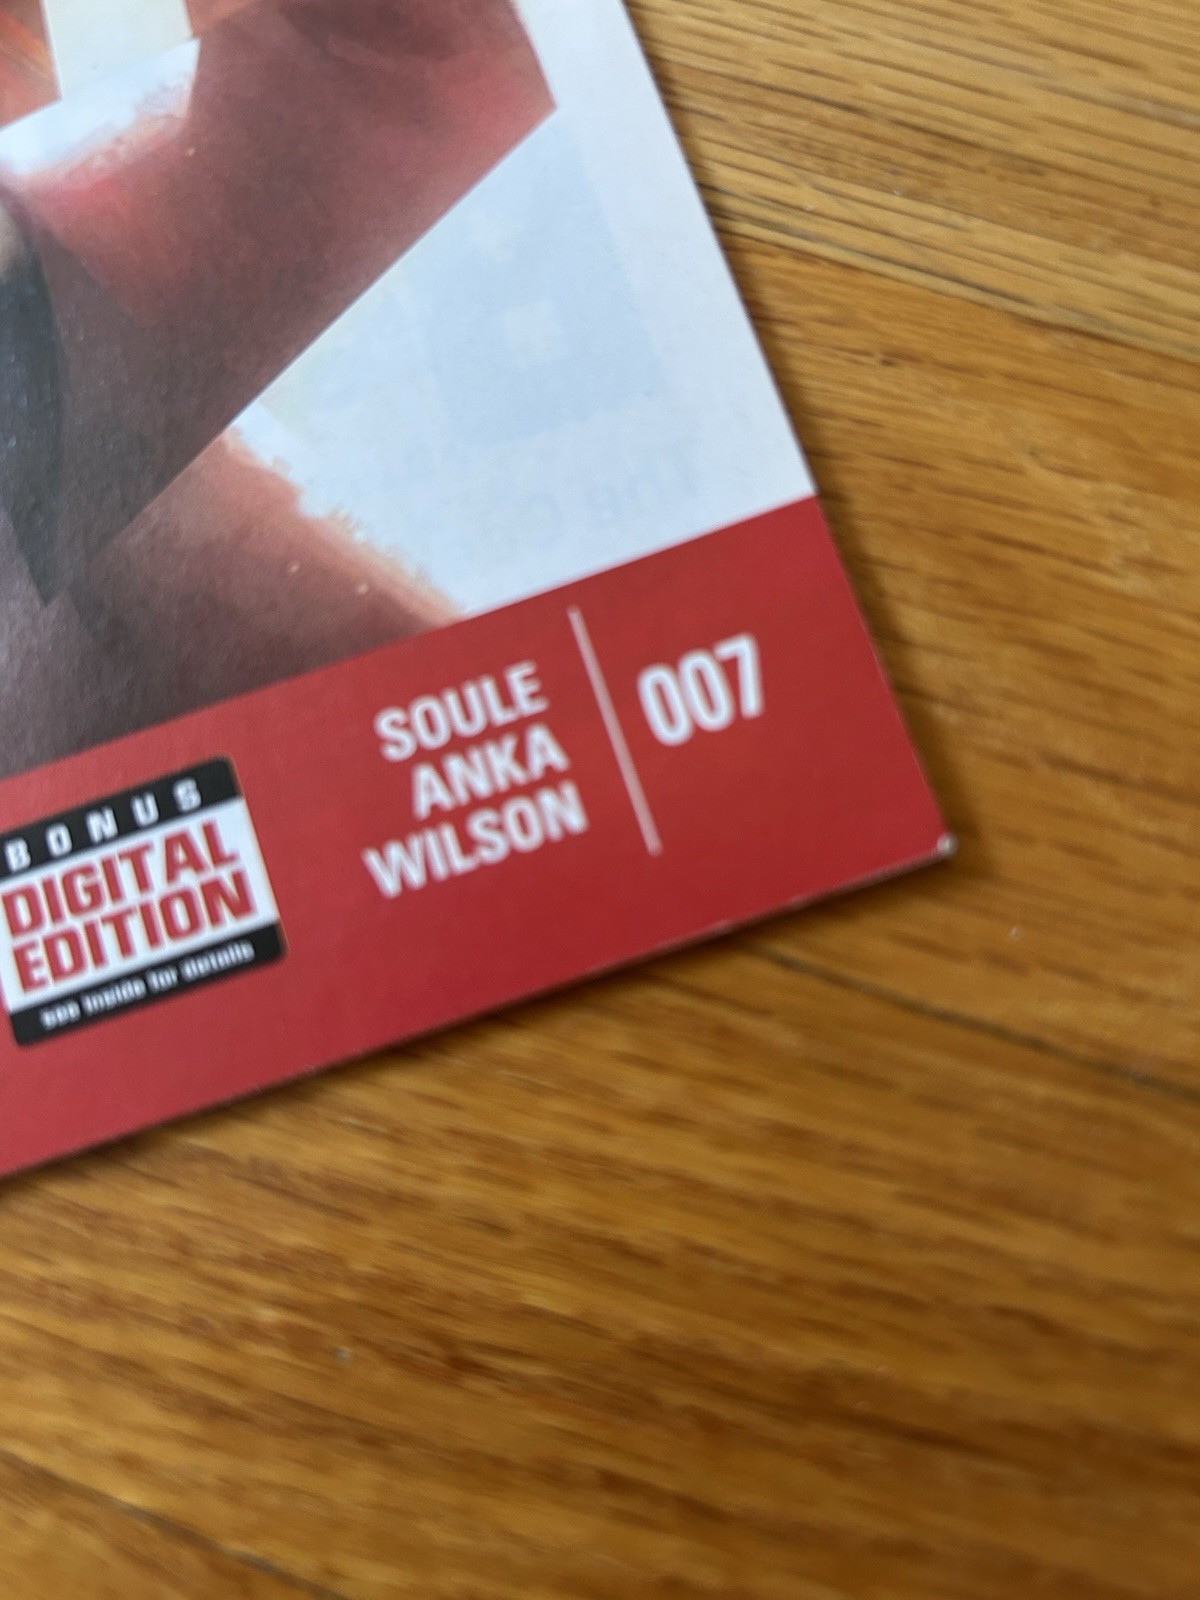 SOULE
ANKA
WILSON
007
BONUS
DIGITAL
EDITION
see inside for details